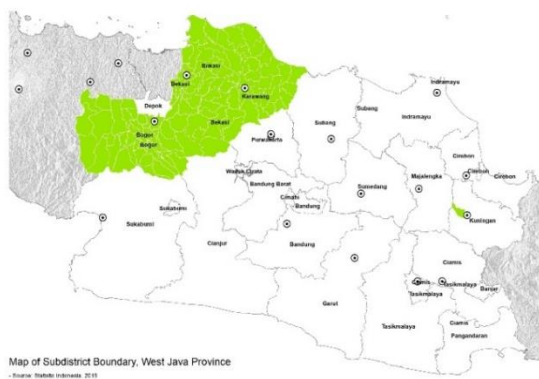 Bekasi
Bekasi
Karawang
Depok
Bekasi
Bogor
Bogor
Indramayu
Subang
Indramayu
Subang
Purwakarta
Cirebon
Cirebon
Cirebon
Waduk Cirata
Bandung Barat
Majalengka
Sumedang
Cimahi
Bandung
Sukabumi
Sukabumi
Kuningan
Cianjur
Bandung
Ciamis
Ciamis
Tasikmalaya
Tasikmalaya
Banjar
Garut
Tasikmalaya
Ciamis
Pangandaran
Map of Subdistrict Boundary, West Java Province
- Source: Statistic Indonesia, 2015